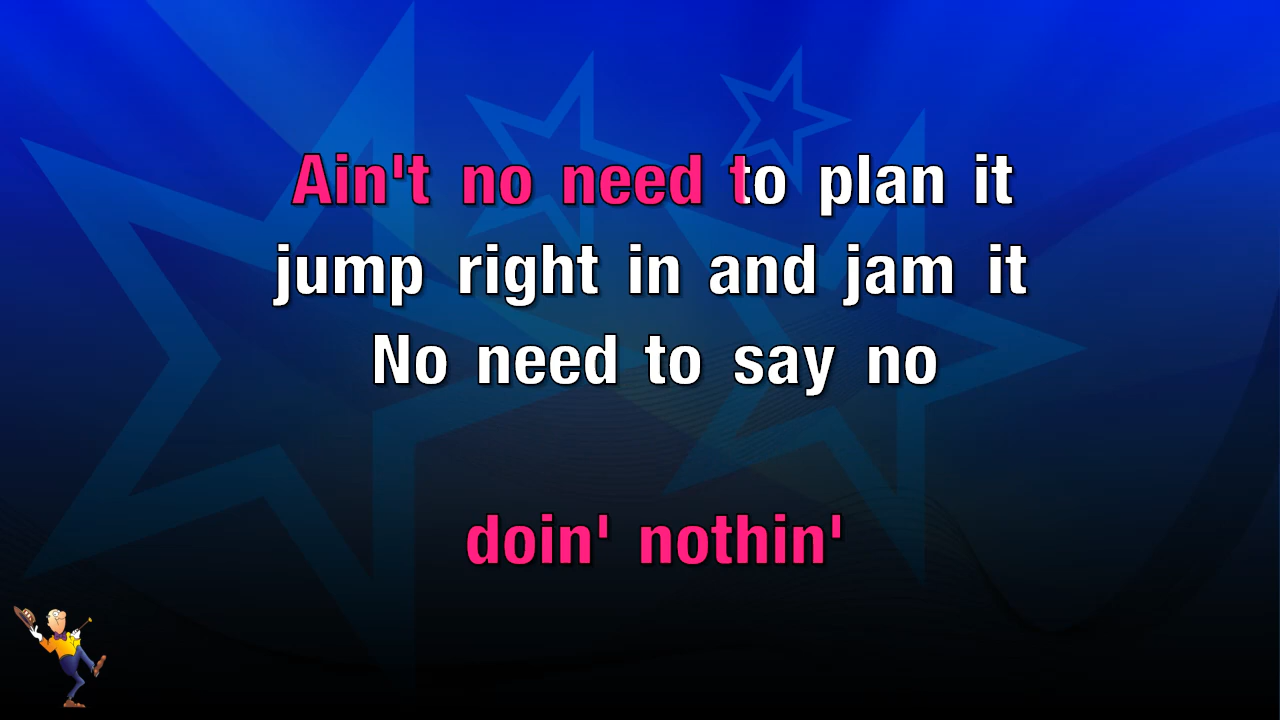 Ain't no need to plan it
jump right in and jam it
No need to say no
doin' nothin'